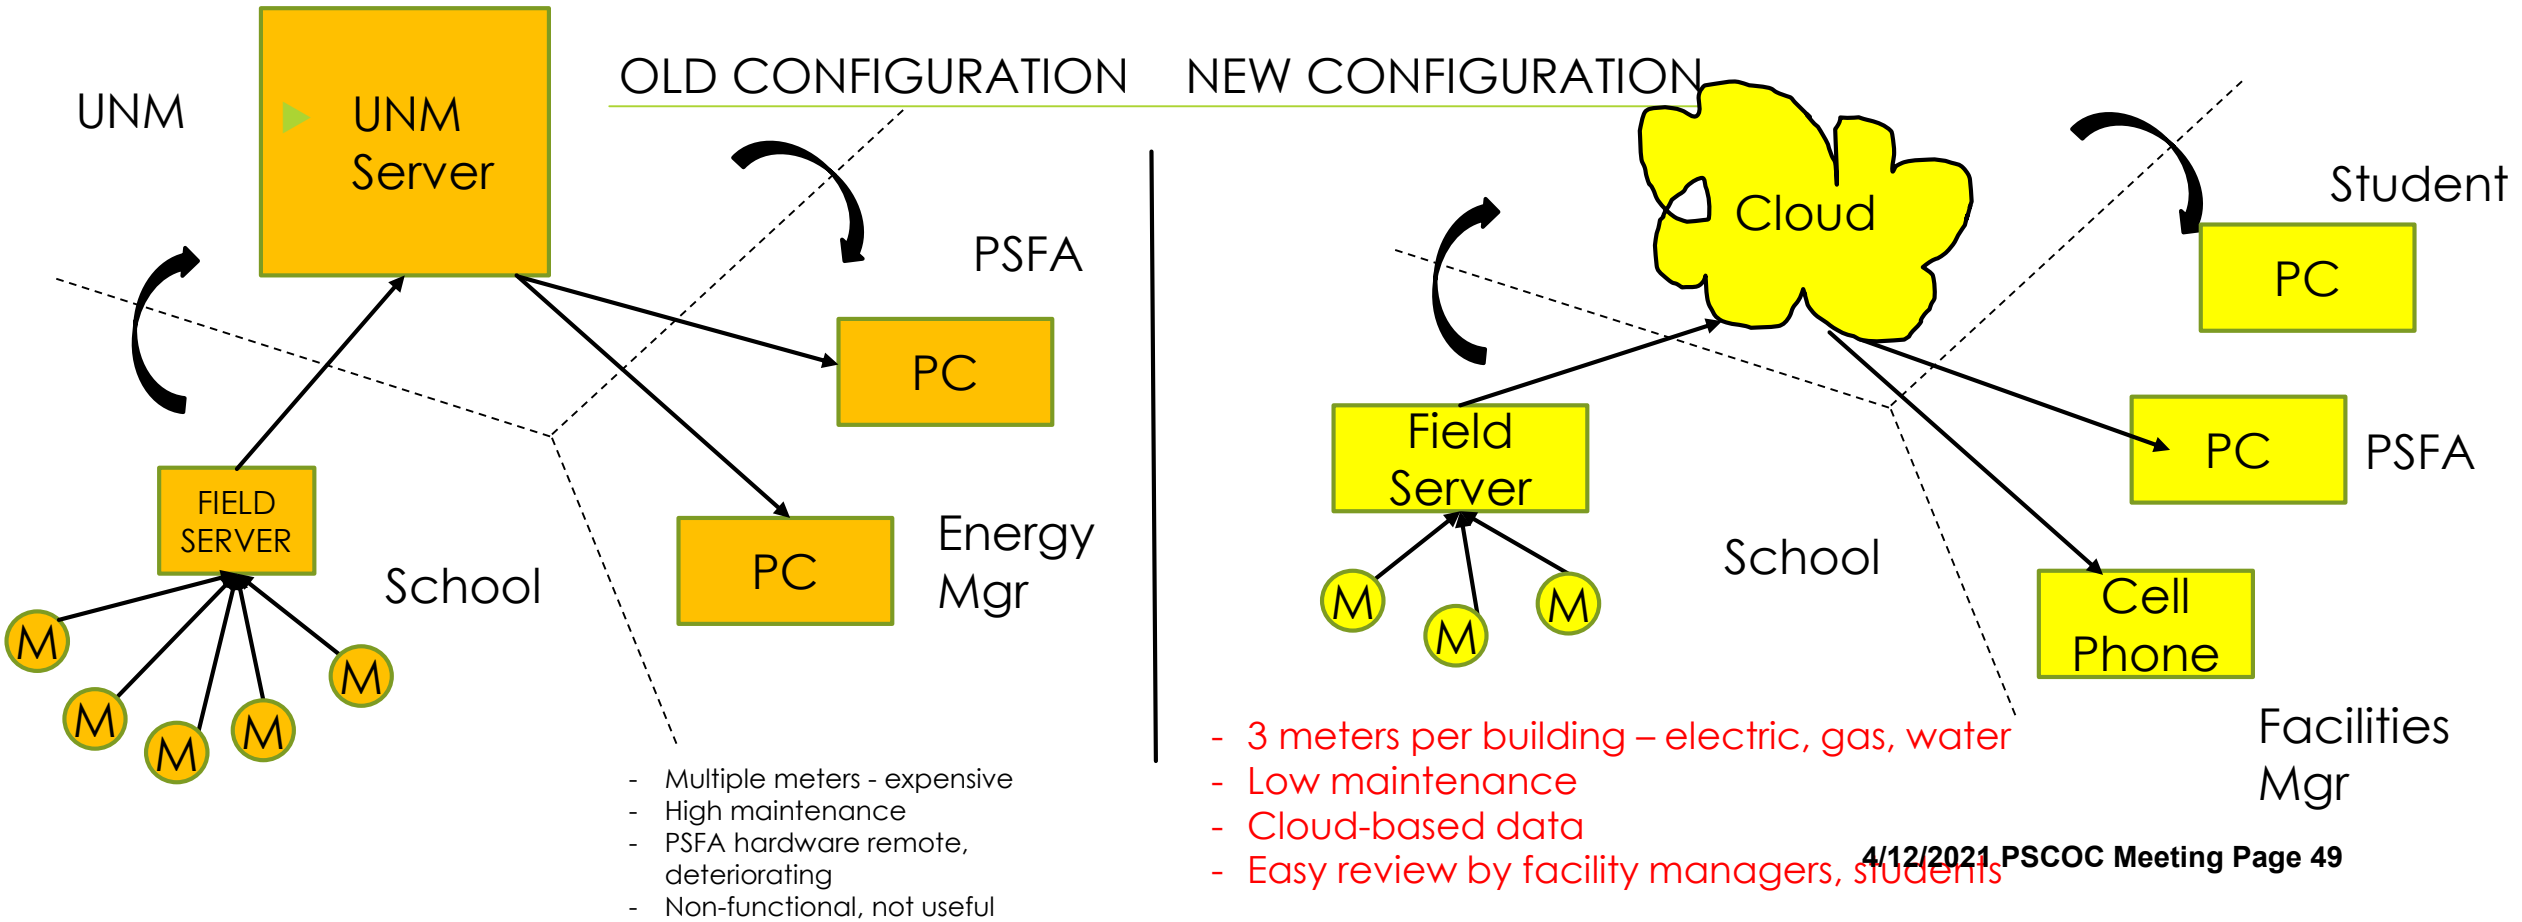 OLD CONFIGURATION
NEW CONFIGURATION
UNM
UNM
Server
PSFA
PC
PC
Energy
Mgr
FIELD
SERVER
School
M
M
M
M
M
- Multiple meters - expensive
- High maintenance
- PSFA hardware remote,
deteriorating
- Non-functional, not useful
Cloud
Student
PC
PC
PSFA
Field
Server
School
M
M
M
Cell
Phone
Facilities
Mgr
- 3 meters per building – electric, gas, water
- Low maintenance
- Cloud-based data
- Easy review by facility managers, students
4/12/2021 PSCOC Meeting Page 49